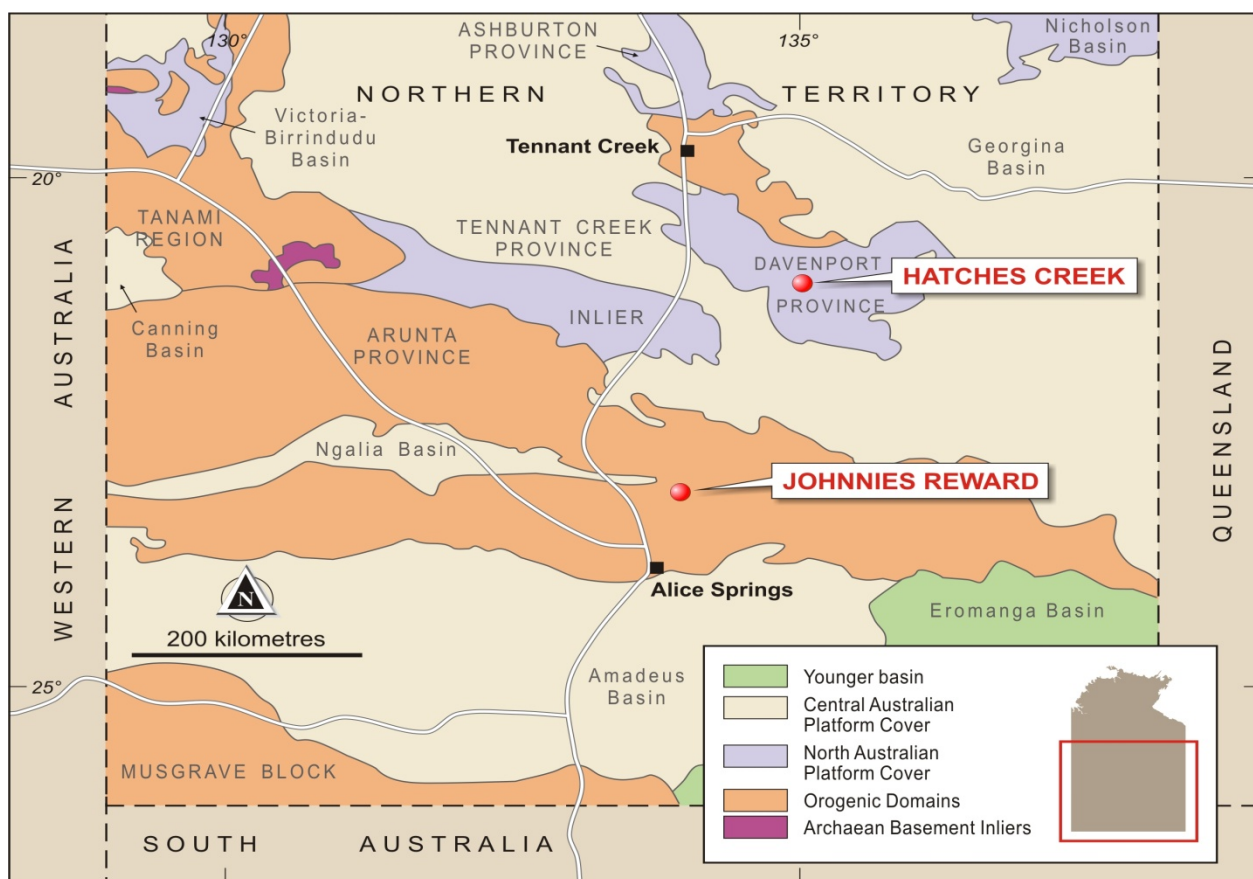 130°
ASHBURTON
PROVINCE
135°
Nicholson
Basin
NORTHERN TERRITORY
Victoria-
Birrindudu
Basin
Tennant Creek
Georgina
Basin
20°
TANAMI
REGION
TENNANT CREEK
PROVINCE
DAVENPORT
PROVINCE
HATCHES CREEK
Canning
Basin
ARUNTA
PROVINCE
INLIER
WESTERN AUSTRALIA
QUEENSLAND
Ngalia Basin
JOHNNIES REWARD
Alice Springs
N
200 kilometres
Eromanga Basin
25°
Amadeus
Basin
MUSGRAVE BLOCK
SOUTH AUSTRALIA
Younger basin
Central Australian
Platform Cover
North Australian
Platform Cover
Orogenic Domains
Archaean Basement Inliers